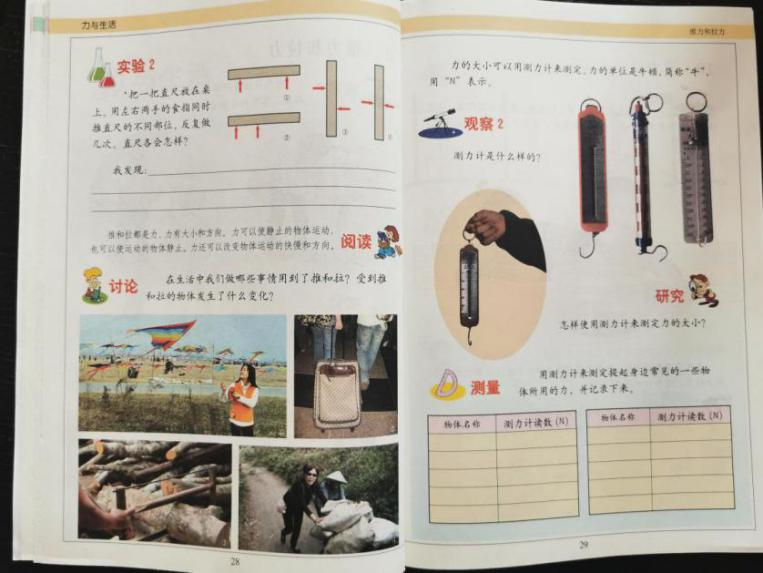 力与生活
实验2
把一把直尺放在桌
上,用左右两手的食指同时
推直尺的不同部位,反复做
几次。直尺各会怎样?
①
②
③
我发现:
推和拉都是力,力有大小和方向。力可以使静止的物体运动,
也可以使运动的物体静止。力还可以改变物体运动的快慢和方向。
阅读
讨论
在生活中我们做哪些事情用到了推和拉?受到推
和拉的物体发生了什么变化?
28
推力和拉力
力的大小可以用测力计来测定。力的单位是牛顿,简称“牛”,
用“N”表示。
观察2
测力计是什么样的?
研究
怎样使用测力计来测定力的大小?
测量
用测力计来测定提起身边常见的一些物
体所用的力,并记录下来。
物体名称 测力计读数(N) 物体名称 测力计读数(N)
29